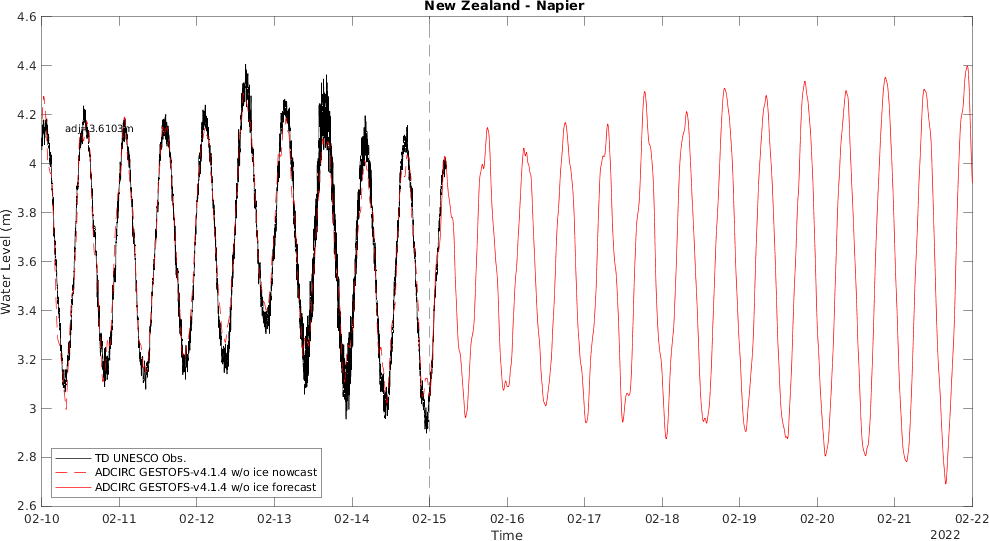 New Zealand - Napier
4.6
4.4
4.2
4
3.8
3.6
3.4
3.2
3
2.8
2.6
Water Level (m)
adj=3.6103m
TD UNESCO Obs.
ADCIRC GESTOFS-v4.1.4 w/o ice nowcast
ADCIRC GESTOFS-v4.1.4 w/o ice forecast
02-10 02-11 02-12 02-13 02-14 02-15 02-16 02-17 02-18 02-19 02-20 02-21 02-22
Time
2022